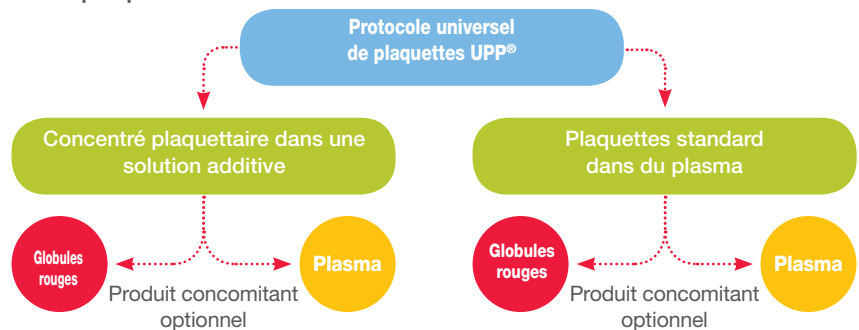 Protocole universel
de plaquettes UPP®
Concentré plaquettaire dans une
solution additive
Plaquettes standard
dans du plasma
Globules
rouges
Plasma
Produit concomitant
optionnel
Globules
rouges
Plasma
Produit concomitant
optionnel